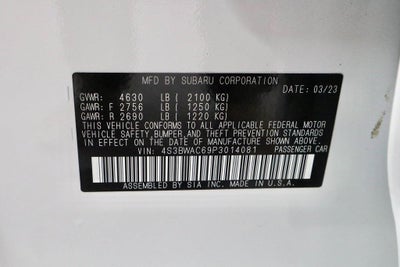 MFD BY SUBARU CORPORATION
DATE: 03/23
GVWR: 4630 LB ( 2100 KG)
GAWR: F 2756 LB ( 1250 KG)
GAWR: R 2690 LB ( 1220 KG)
THIS VEHICLE CONFORMS TO ALL APPLICABLE FEDERAL MOTOR
VEHICLE SAFETY,BUMPER,AND THEFT PREVENTION STANDARDS
IN EFFECT ON THE DATE OF MANUFACTURE SHOWN ABOVE.
VIN: 4S3BWAC69P3014081 PASSENGER CAR
ASSEMBLED BY SIA INC. MADE IN U.S.A.